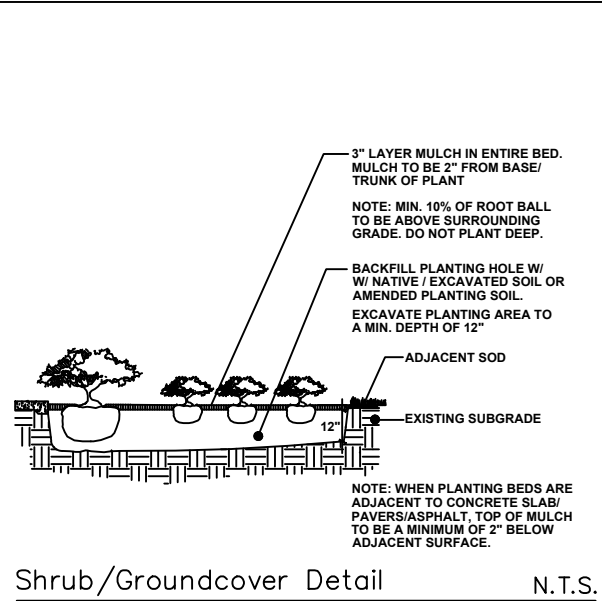 3" LAYER MULCH IN ENTIRE BED.
MULCH TO BE 2" FROM BASE/
TRUNK OF PLANT
NOTE: MIN. 10% OF ROOT BALL
TO BE ABOVE SURROUNDING
GRADE. DO NOT PLANT DEEP.
BACKFILL PLANTING HOLE W/
W/ NATIVE / EXCAVATED SOIL OR
AMENDED PLANTING SOIL.
EXCAVATE PLANTING AREA TO
A MIN. DEPTH OF 12"
ADJACENT SOD
EXISTING SUBGRADE
12"
NOTE: WHEN PLANTING BEDS ARE
ADJACENT TO CONCRETE SLAB/
PAVERS/ASPHALT, TOP OF MULCH
TO BE A MINIMUM OF 2" BELOW
ADJACENT SURFACE.
Shrub/Groundcover Detail N.T.S.